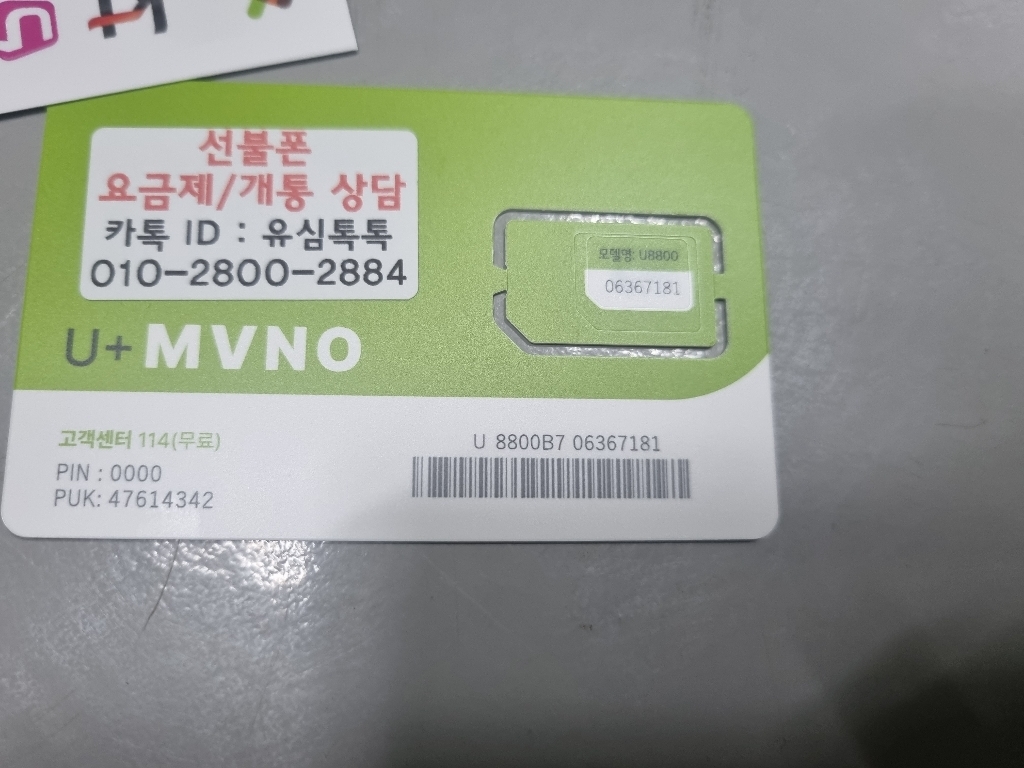 kt
선불폰
요금제/개통 상담
카톡 ID : 유심톡톡
010-2800-2884
모델명: U8800
06367181
U+ MVNO
고객센터 114(무료)
U 8800B7 06367181
PIN : 0000
PUK: 47614342